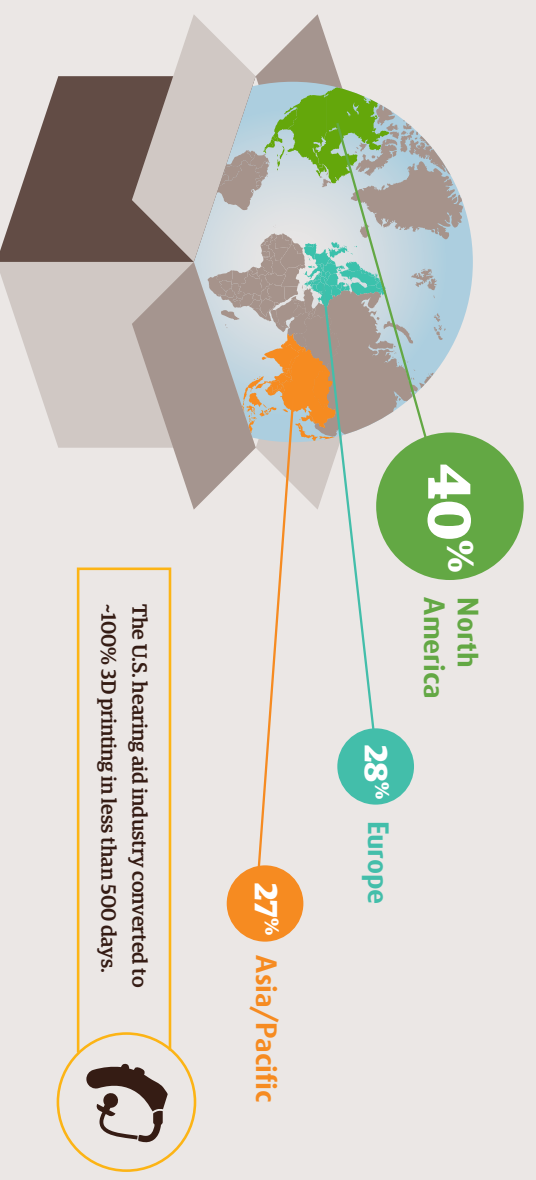 40%
North
America
28%
Europe
27%
Asia/Pacific
The U.S. hearing aid industry converted to
~100% 3D printing in less than 500 days.